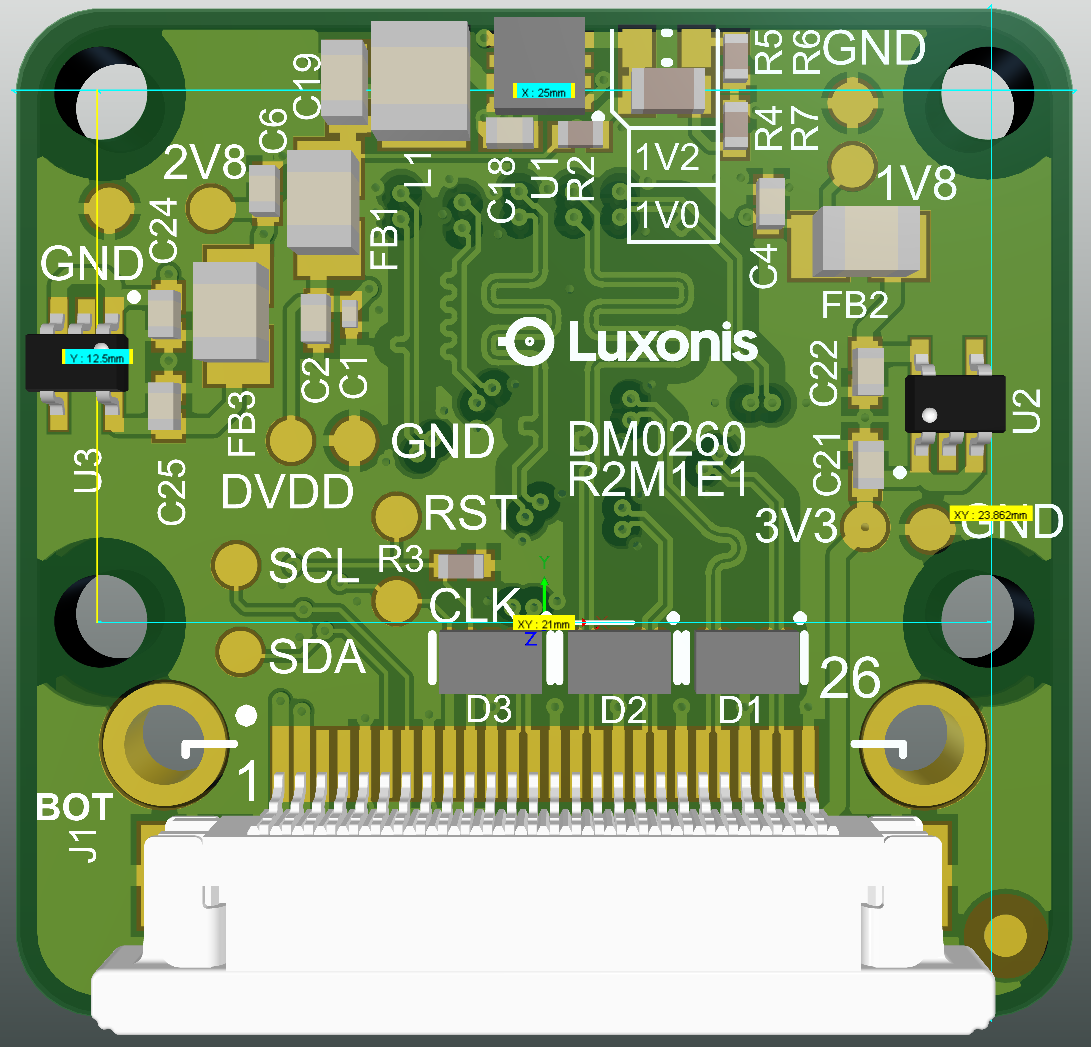 C19
R5
R6
GND
X : 25mm
C6
R4
R7
2V8
L1
C18
U1
R2
1V2
1V8
1V0
C24
FB1
GND
C4
FB2
Luxonis
Y : 12.5mm
C2
C1
C22
U2
FB3
GND
DM0260
R2M1E1
U3
C25
DVDD
C21
RST
3V3
XY : 23.862mm
GND
SCL
R3
CLK
XY : 21mm
Y
Z
SDA
26
D3
D2
D1
1
BOT
J1